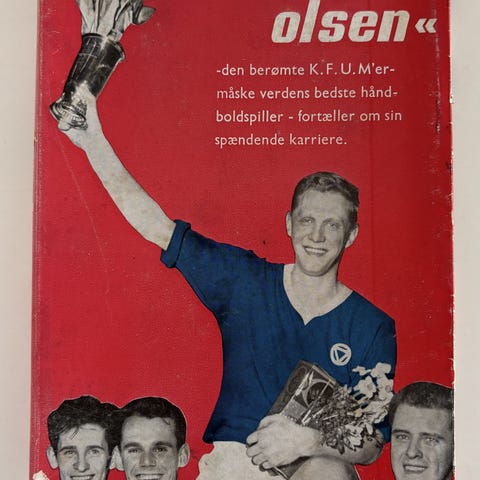 olsen«
-den berømte K.F.U.M'er-
måske verdens bedste hånd-
boldspiller - fortæller om sin
spændende karriere.